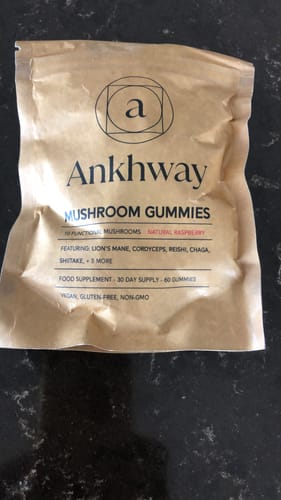 a
Ankhway
MUSHROOM GUMMIES
10 FUNCTIONAL MUSHROOMS NATURAL RASPBERRY
FEATURING: LION'S MANE, CORDYCEPS, REISHI, CHAGA,
SHIITAKE, + 5 MORE
FOOD SUPPLEMENT - 30 DAY SUPPLY - 60 GUMMIES
VEGAN, GLUTEN-FREE, NON-GMO